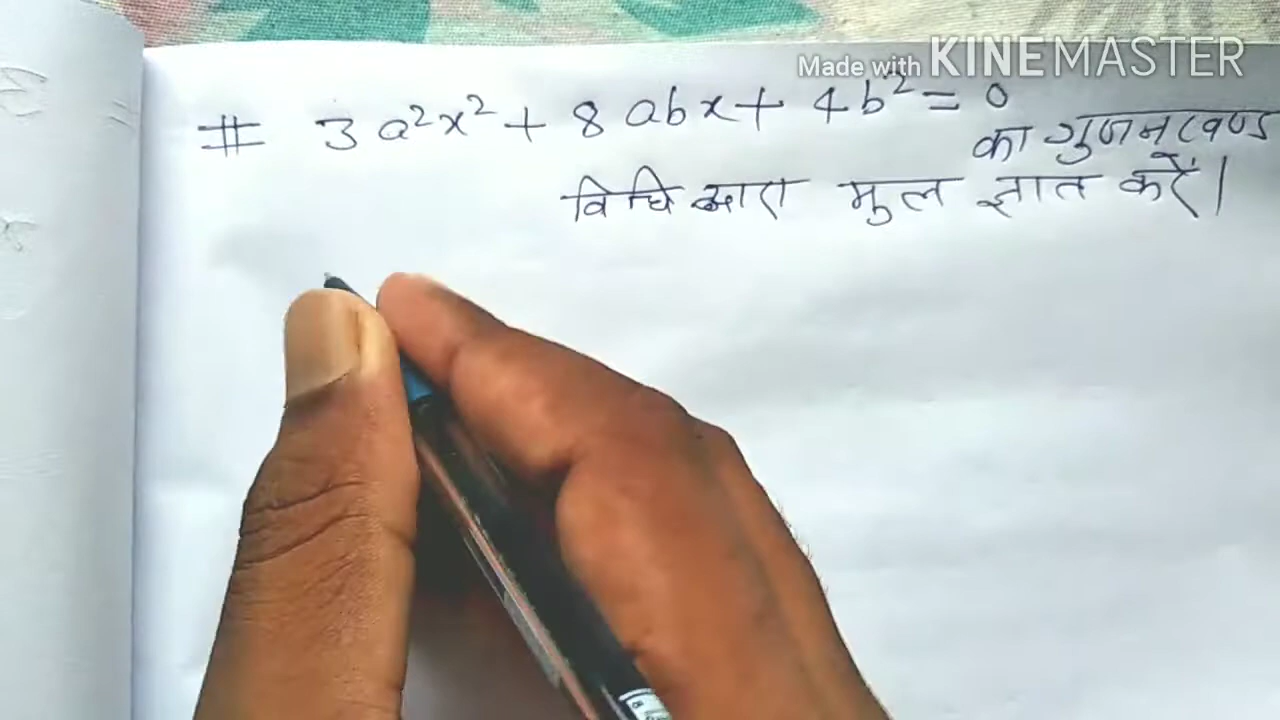 Made with KINEMASTER
# 3a²x² + 8abx + 4b² = 0
का गुणनखण्ड
विधि द्वारा मुल ज्ञात करें।